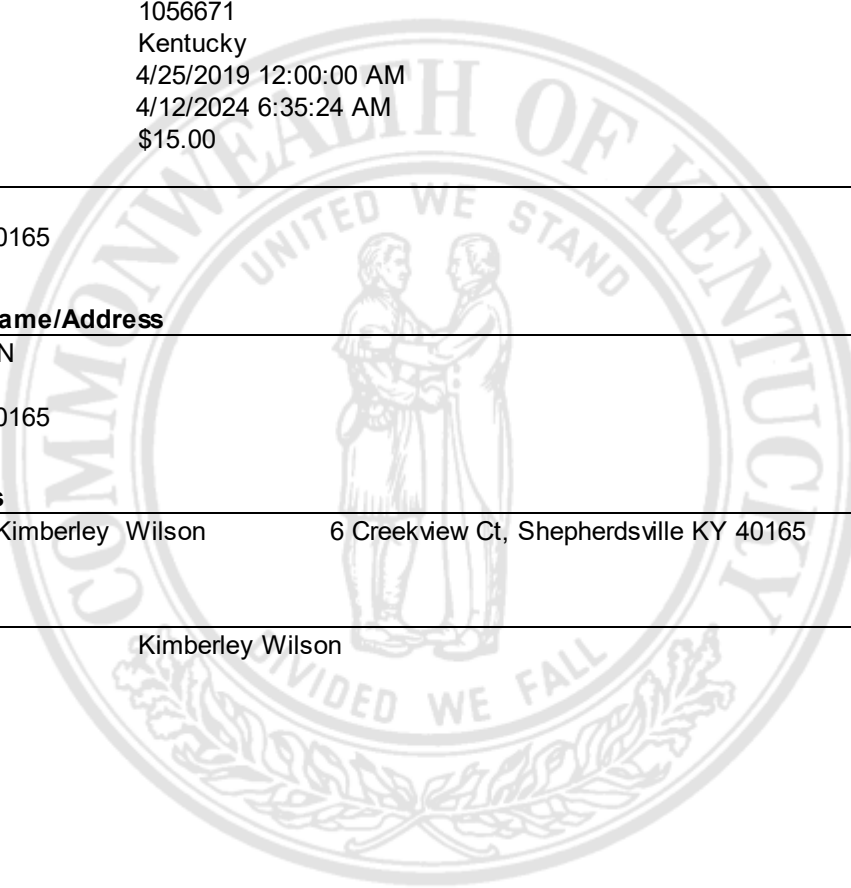 1056671
Kentucky
4/25/2019 12:00:00 AM
4/12/2024 6:35:24 AM
$15.00
0165
ame/Address
N
0165
s
Kimberley Wilson 6 Creekview Ct, Shepherdsville KY 40165
Kimberley Wilson
COMMONWEALTH OF KENTUCKY
UNITED WE STAND
DIVIDED WE FALL